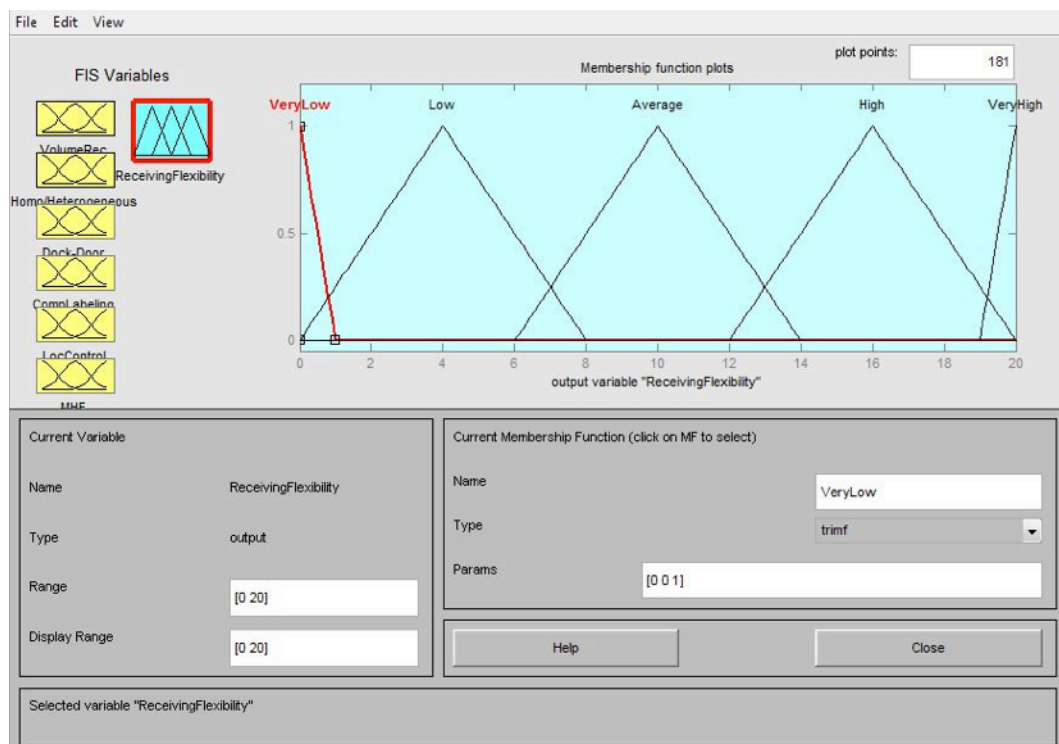 File Edit View
FIS Variables
VolumeRec
Homo/Heterogeneous
Dock-Door
CompLabeling
LocControl
MHE
ReceivingFlexibility
Membership function plots
plot points:
181
VeryLow Low Average High VeryHigh
1
0.5
0
0 2 4 6 8 10 12 14 16 18 20
output variable "ReceivingFlexibility"
Current Variable
Name ReceivingFlexibility
Type output
Range [0 20]
Display Range [0 20]
Current Membership Function (click on MF to select)
Name VeryLow
Type trimf
Params [0 0 1]
Help Close
Selected variable "ReceivingFlexibility"